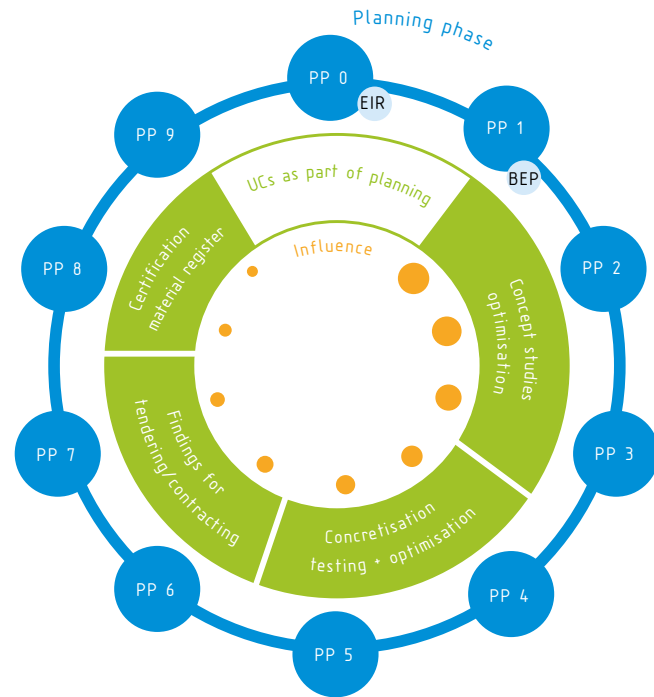 Planning phase
PP 0
EIR
PP 1
BEP
PP 2
PP 3
PP 4
PP 5
PP 6
PP 7
PP 8
PP 9
UCs as part of planning
Influence
Concept studies
optimisation
Concretisation
testing + optimisation
Findings for
tendering/contracting
Certification
material register